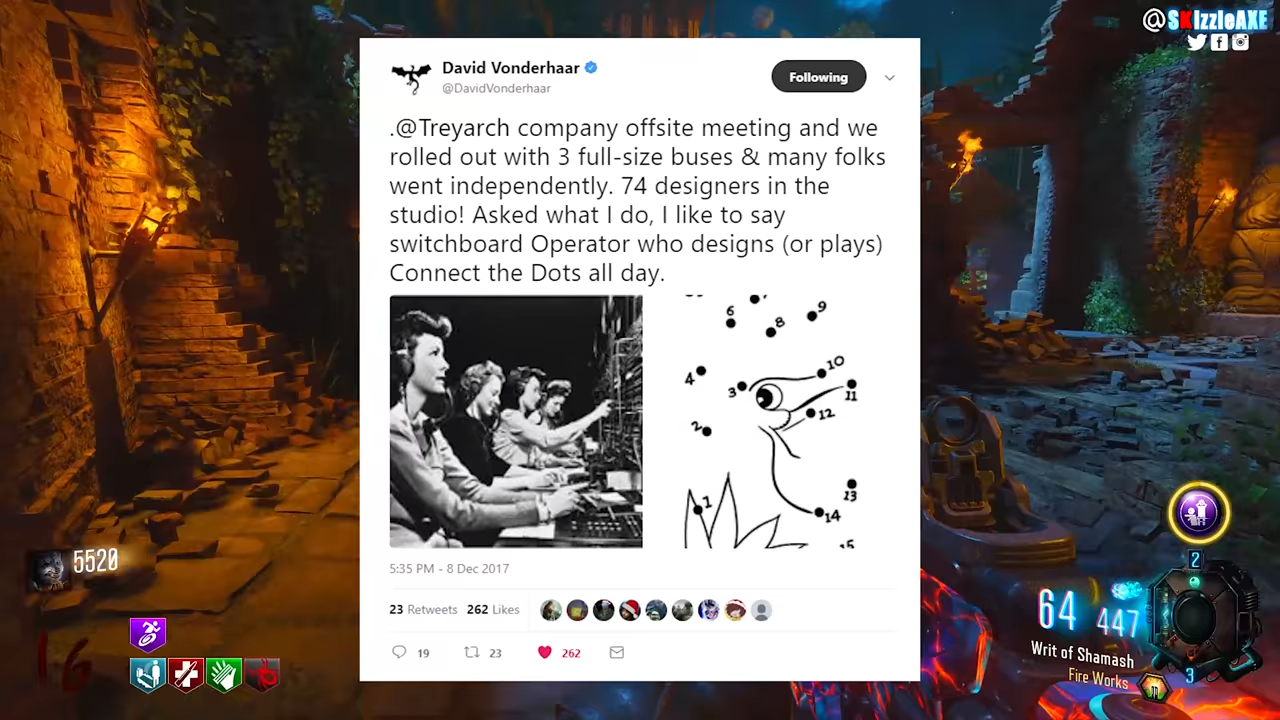 @SKizzleAXE
David Vonderhaar
@DavidVonderhaar
Following
.@Treyarch company offsite meeting and we
rolled out with 3 full-size buses & many folks
went independently. 74 designers in the
studio! Asked what I do, I like to say
switchboard Operator who designs (or plays)
Connect the Dots all day.
6
8
9
4
3
10
11
12
2
13
1
14
15
5:35 PM - 8 Dec 2017
23 Retweets 262 Likes
19 23 262
5520
16
2
64 447
Writ of Shamash
Fire Works
3